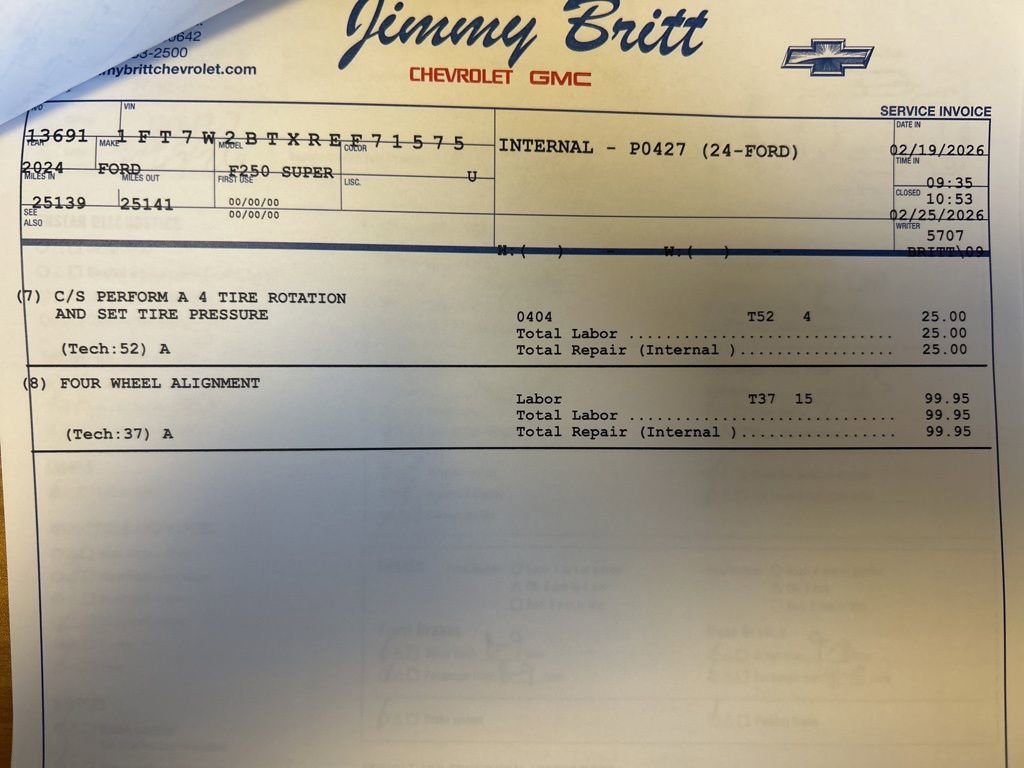 0642
3-2500
mybrittchevrolet.com
Jimmy Britt
CHEVROLET GMC
SERVICE INVOICE
VIN
DATE IN
13691 1FT7W2BTXREF71575
INTERNAL - P0427 (24-FORD)
02/19/2026
YEAR MAKE MODEL COLOR
TIME IN
2024 FORD F250 SUPER U
09:35
MILES IN MILES OUT FIRST USE LISC.
CLOSED
10:53
25139 25141 00/00/00
02/25/2026
SEE ALSO
00/00/00
WRITER
5707
H:( ) - W:( ) -
BRITT\09
(7) C/S PERFORM A 4 TIRE ROTATION
AND SET TIRE PRESSURE
0404 T52 4 25.00
Total Labor .............................. 25.00
(Tech:52) A
Total Repair (Internal )................. 25.00
(8) FOUR WHEEL ALIGNMENT
Labor T37 15 99.95
Total Labor .............................. 99.95
(Tech:37) A
Total Repair (Internal )................. 99.95